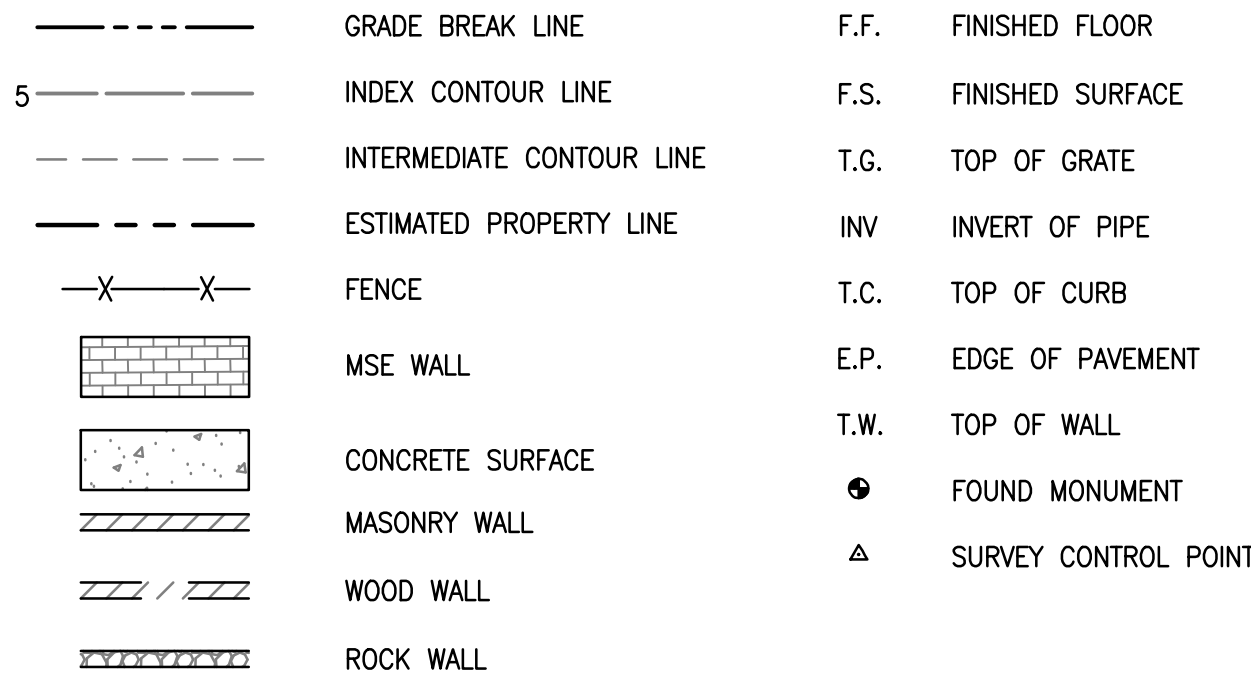 GRADE BREAK LINE
5 INDEX CONTOUR LINE
INTERMEDIATE CONTOUR LINE
ESTIMATED PROPERTY LINE
X X FENCE
MSE WALL
CONCRETE SURFACE
MASONRY WALL
WOOD WALL
ROCK WALL
F.F. FINISHED FLOOR
F.S. FINISHED SURFACE
T.G. TOP OF GRATE
INV INVERT OF PIPE
T.C. TOP OF CURB
E.P. EDGE OF PAVEMENT
T.W. TOP OF WALL
FOUND MONUMENT
SURVEY CONTROL POINT